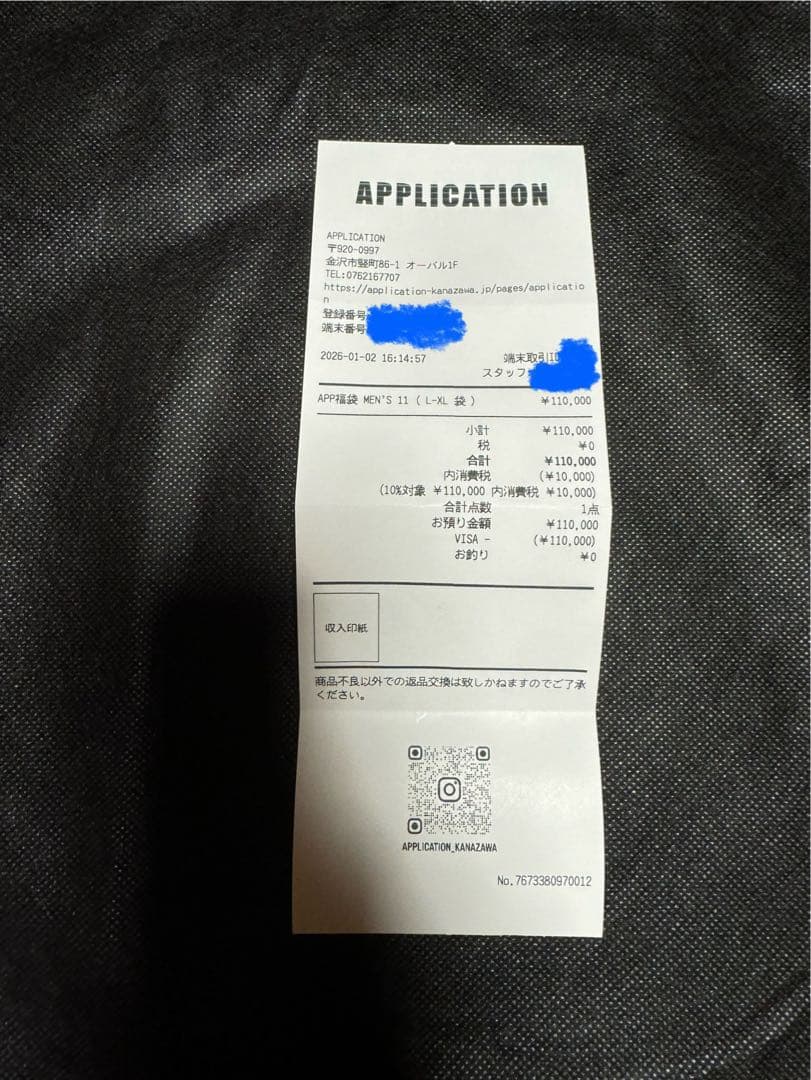 APPLICATION
APPLICATION
〒920-0997
金沢市竪町86-1 オーバル1F
TEL:0762167707
https://application-kanazawa.jp/pages/applicatio
n
登録番号
端末番号
2026-01-02 16:14:57 端末取引ID
スタッフ
APP福袋 MEN'S 11 ( L-XL 袋 ) ¥110,000
小計 ¥110,000
税 ¥0
合計 ¥110,000
内消費税 (¥10,000)
(10%対象 ¥110,000 内消費税 ¥10,000)
合計点数 1点
お預り金額 ¥110,000
VISA - (¥110,000)
お釣り ¥0
収入印紙
商品不良以外での返品交換は致しかねますのでご了承
ください。
APPLICATION_KANAZAWA
No.7673380970012